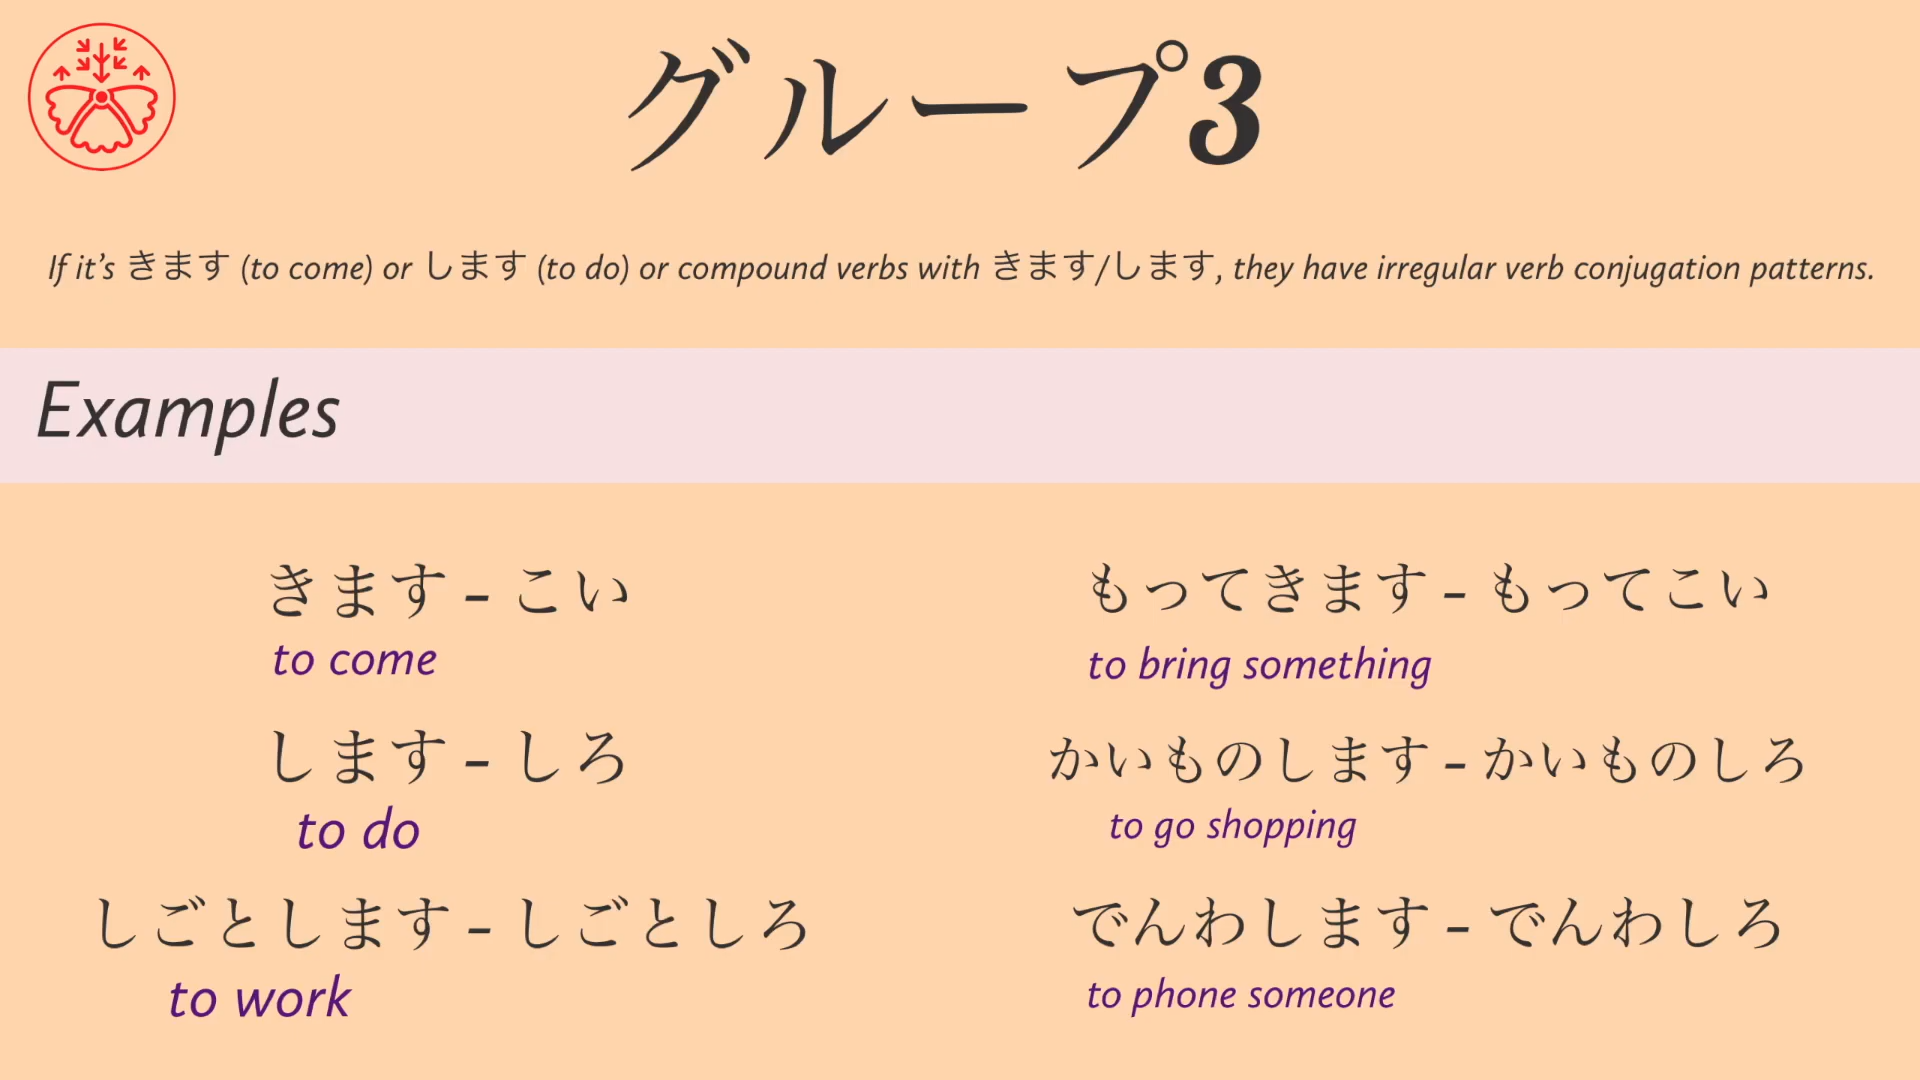 グループ3
If it's きます (to come) or します (to do) or compound verbs with きます/します, they have irregular verb conjugation patterns.
Examples
きます – こい
to come
します – しろ
to do
しごとします – しごとしろ
to work
もってきます – もってこい
to bring something
かいものします – かいものしろ
to go shopping
でんわします – でんわしろ
to phone someone